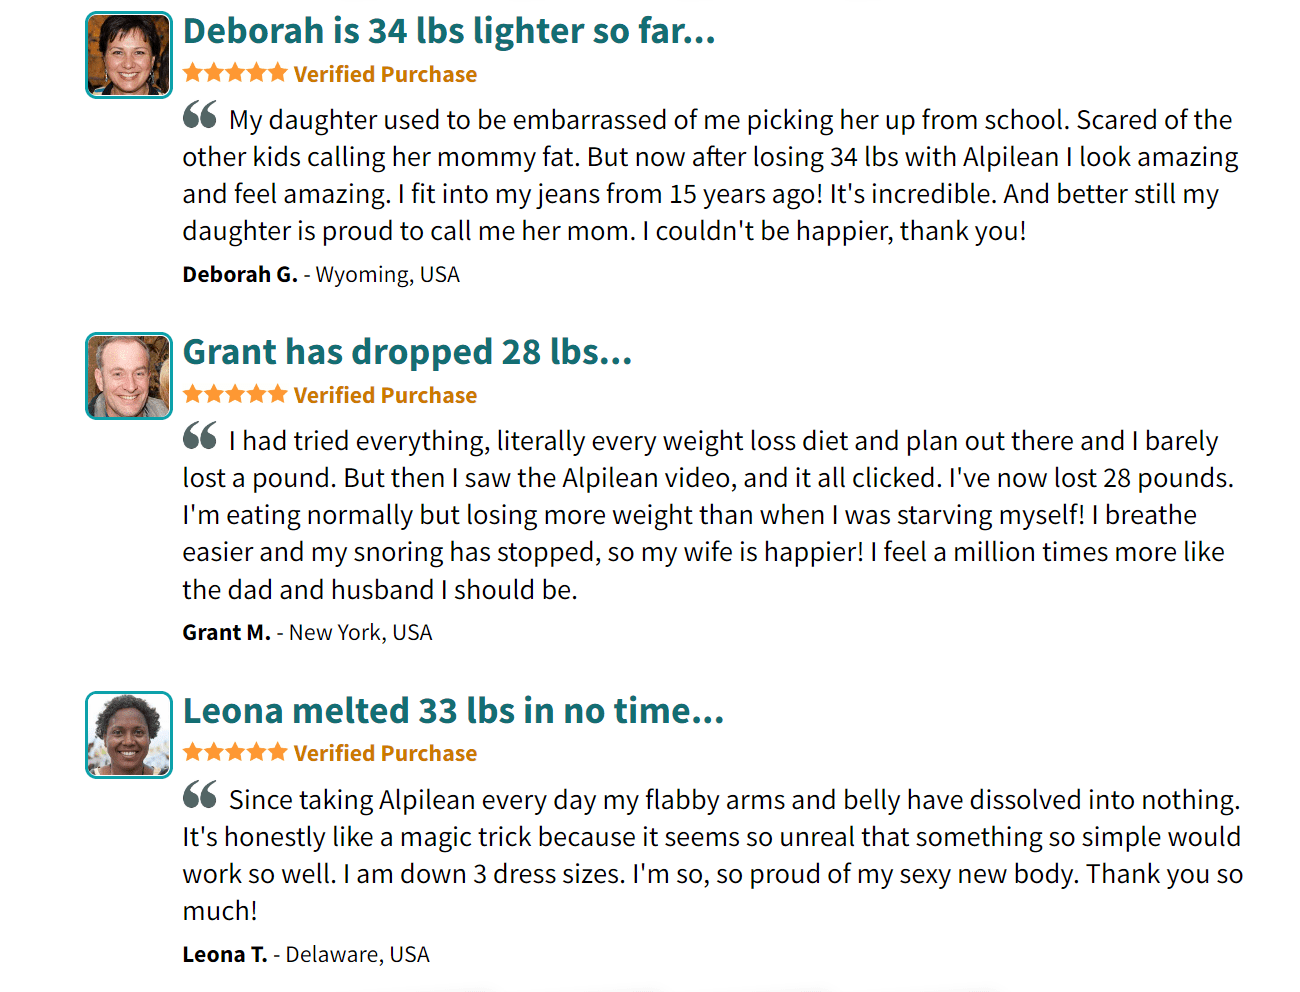 Deborah is 34 lbs lighter so far...
Verified Purchase
“ My daughter used to be embarrassed of me picking her up from school. Scared of the
other kids calling her mommy fat. But now after losing 34 lbs with Alpilean I look amazing
and feel amazing. I fit into my jeans from 15 years ago! It's incredible. And better still my
daughter is proud to call me her mom. I couldn't be happier, thank you!
Deborah G. - Wyoming, USA
Grant has dropped 28 lbs...
Verified Purchase
“ I had tried everything, literally every weight loss diet and plan out there and I barely
lost a pound. But then I saw the Alpilean video, and it all clicked. I've now lost 28 pounds.
I'm eating normally but losing more weight than when I was starving myself! I breathe
easier and my snoring has stopped, so my wife is happier! I feel a million times more like
the dad and husband I should be.
Grant M. - New York, USA
Leona melted 33 lbs in no time...
Verified Purchase
“ Since taking Alpilean every day my flabby arms and belly have dissolved into nothing.
It's honestly like a magic trick because it seems so unreal that something so simple would
work so well. I am down 3 dress sizes. I'm so, so proud of my sexy new body. Thank you so
much!
Leona T. - Delaware, USA